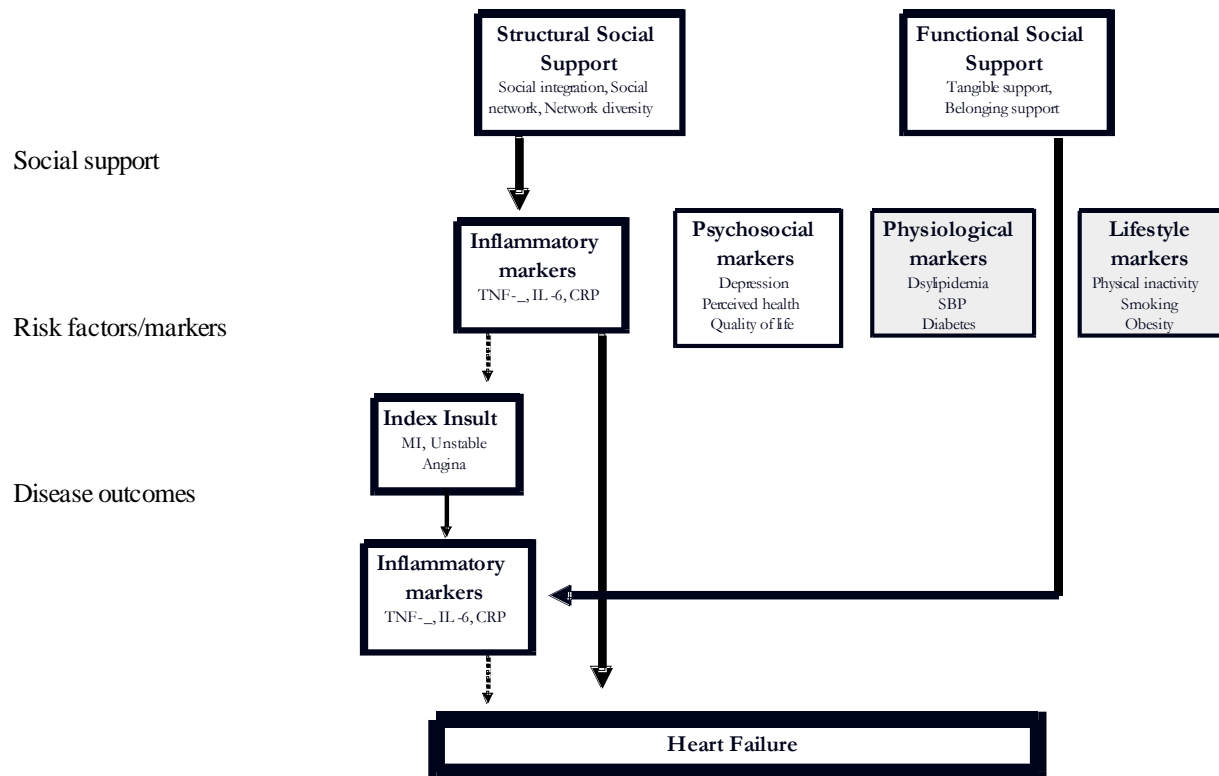 Structural Social
Support
Social integration, Social
network, Network diversity
Functional Social
Support
Tangible support,
Belonging support
Social support
Inflammatory
markers
TNF-_, IL-6, CRP
Psychosocial
markers
Depression
Perceived health
Quality of life
Physiological
markers
Dsylipidemia
SBP
Diabetes
Lifestyle
markers
Physical inactivity
Smoking
Obesity
Risk factors/markers
Index Insult
MI, Unstable
Angina
Disease outcomes
Inflammatory
markers
TNF-_, IL-6, CRP
Heart Failure